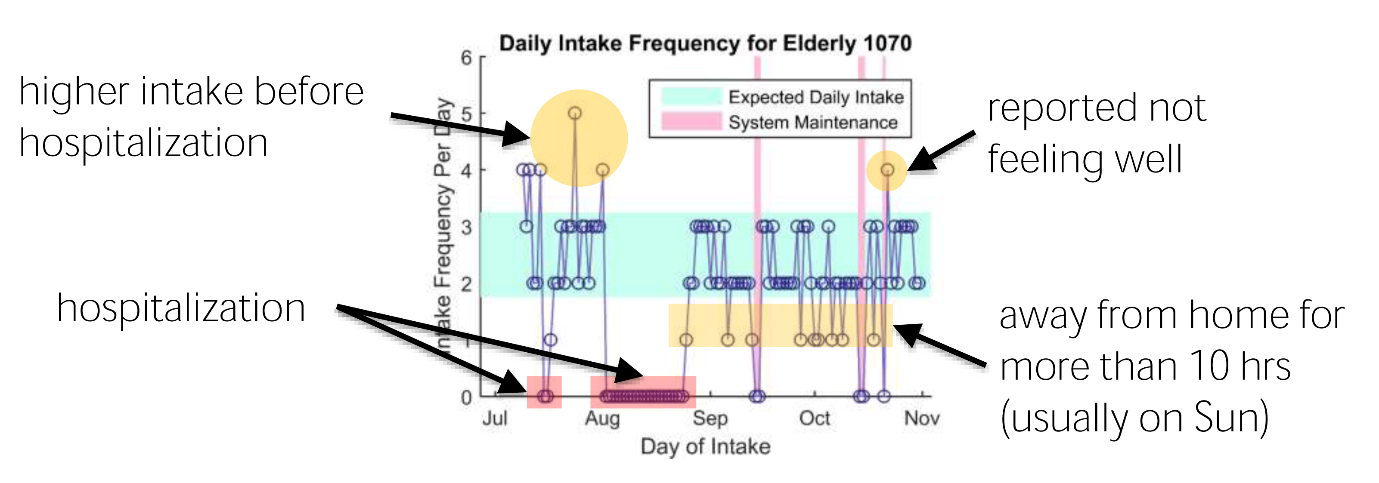 Daily Intake Frequency for Elderly 1070
higher intake before
hospitalization
hospitalization
Intake Frequency Per Day
6
5
4
3
2
0
Expected Daily Intake
System Maintenance
reported not
feeling well
away from home for
more than 10 hrs
(usually on Sun)
Jul
Aug
Sep
Oct
Nov
Day of Intake